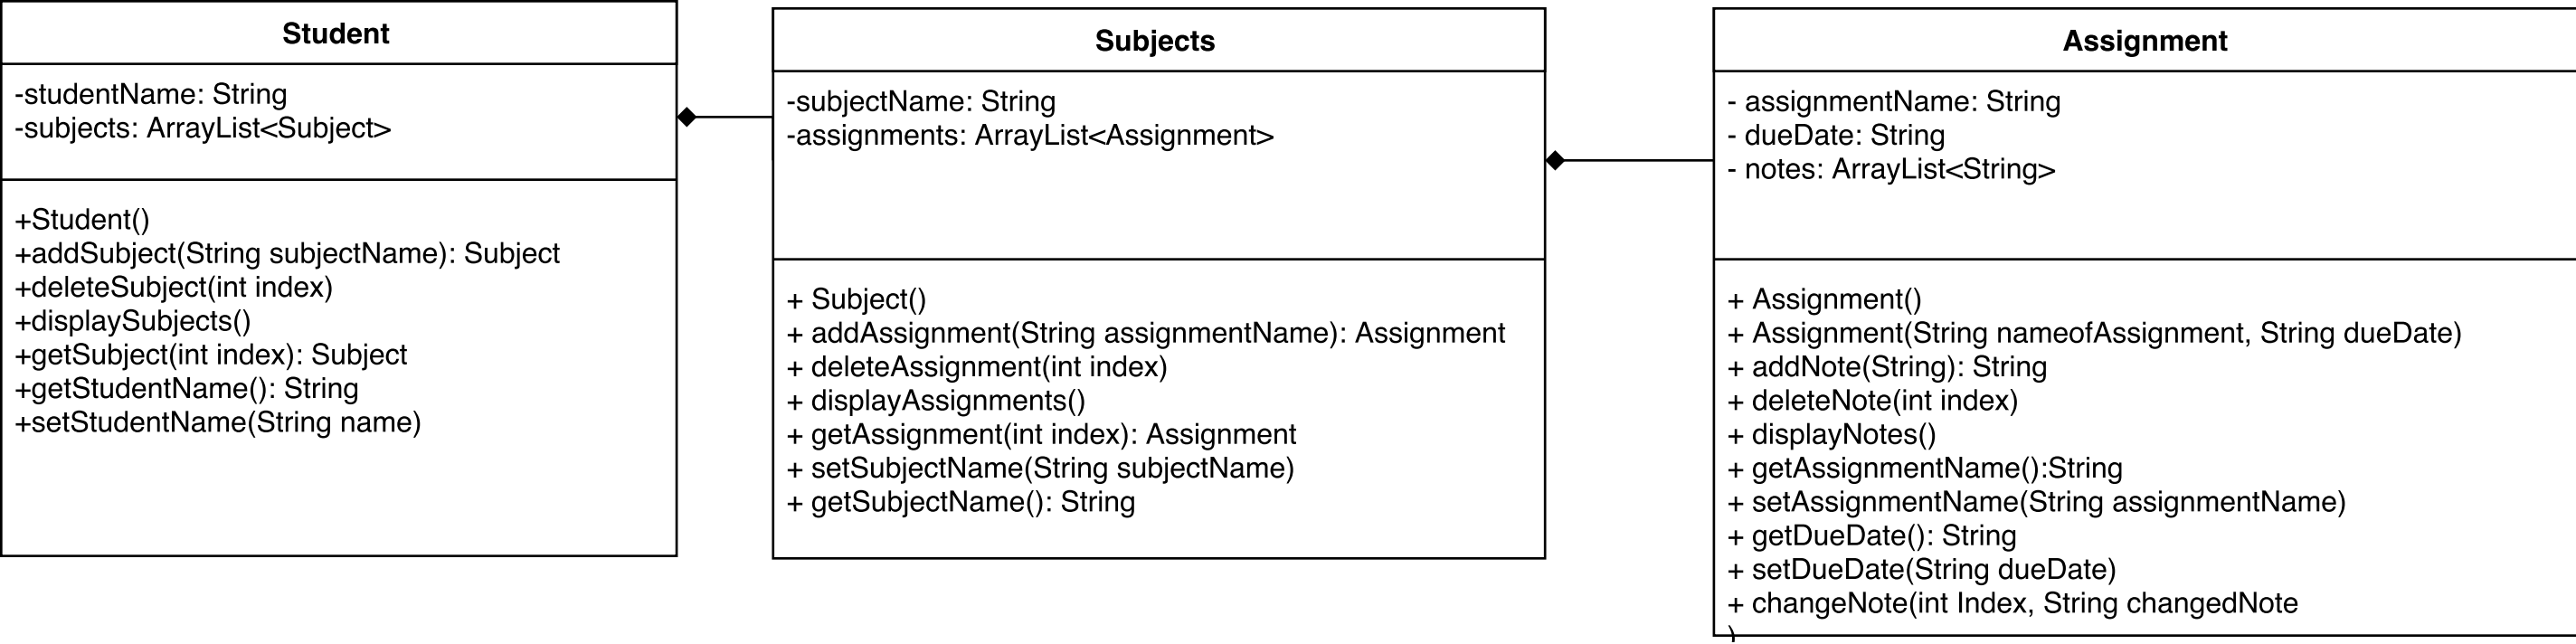 Student
-studentName: String
-subjects: ArrayList<Subject>
+Student()
+addSubject(String subjectName): Subject
+deleteSubject(int index)
+displaySubjects()
+getSubject(int index): Subject
+getStudentName(): String
+setStudentName(String name)
Subjects
-subjectName: String
-assignments: ArrayList<Assignment>
+ Subject()
+ addAssignment(String assignmentName): Assignment
+ deleteAssignment(int index)
+ displayAssignments()
+ getAssignment(int index): Assignment
+ setSubjectName(String subjectName)
+ getSubjectName(): String
Assignment
- assignmentName: String
- dueDate: String
- notes: ArrayList<String>
+ Assignment()
+ Assignment(String nameofAssignment, String dueDate)
+ addNote(String): String
+ deleteNote(int index)
+ displayNotes()
+ getAssignmentName():String
+ setAssignmentName(String assignmentName)
+ getDueDate(): String
+ setDueDate(String dueDate)
+ changeNote(int Index, String changedNote
)